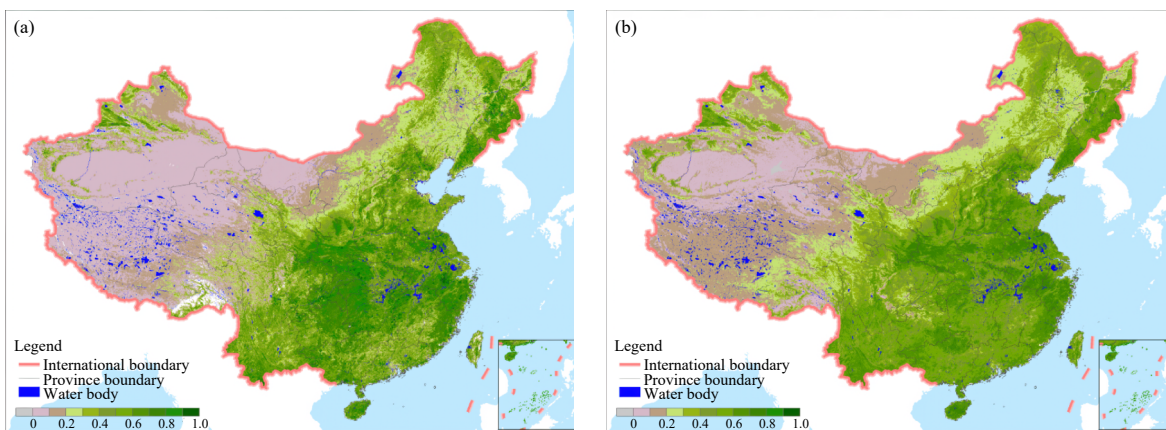 (a)
Legend
International boundary
Province boundary
Water body
0 0.2 0.4 0.6 0.8 1.0
(b)
Legend
International boundary
Province boundary
Water body
0 0.2 0.4 0.6 0.8 1.0